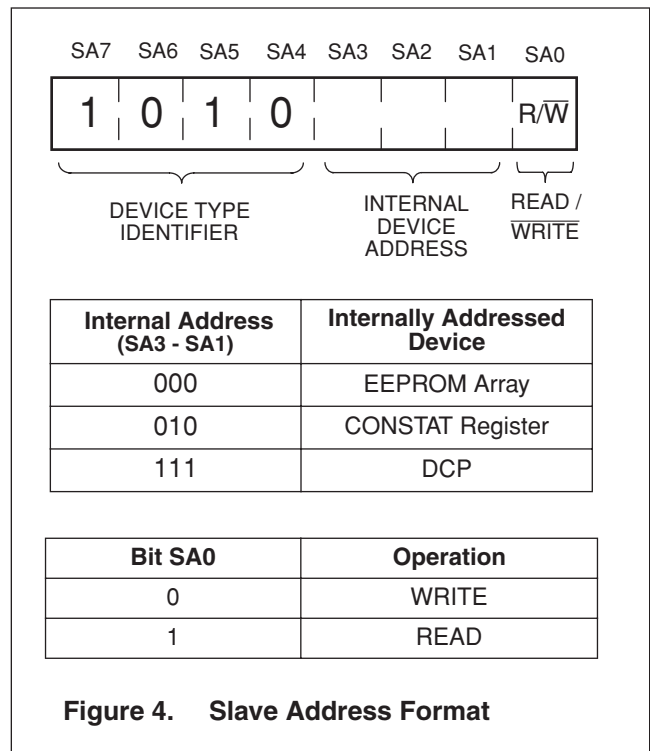 SA7 SA6 SA5 SA4 SA3 SA2 SA1 SA0
1 0 1 0 R/W̅
DEVICE TYPE
IDENTIFIER
INTERNAL
DEVICE
ADDRESS
READ /
W̅R̅I̅T̅E̅
Internal Address
(SA3 - SA1)
Internally Addressed
Device
000 EEPROM Array
010 CONSTAT Register
111 DCP
Bit SA0 Operation
0 WRITE
1 READ
Figure 4. Slave Address Format